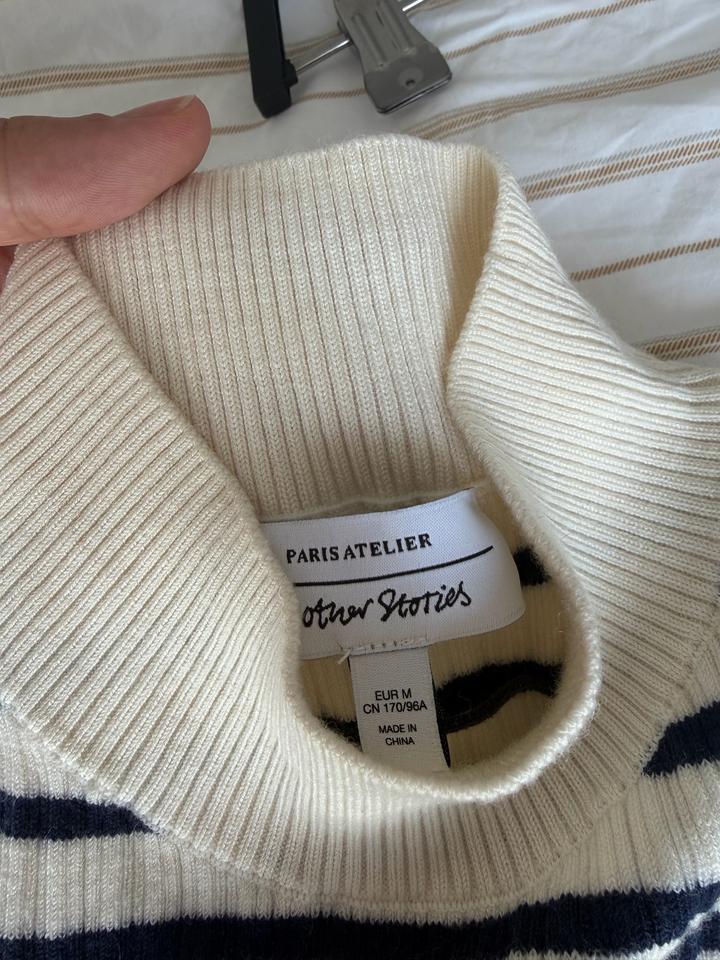 PARIS ATELIER
other Stories
EUR M
CN 170/96A
MADE IN
CHINA